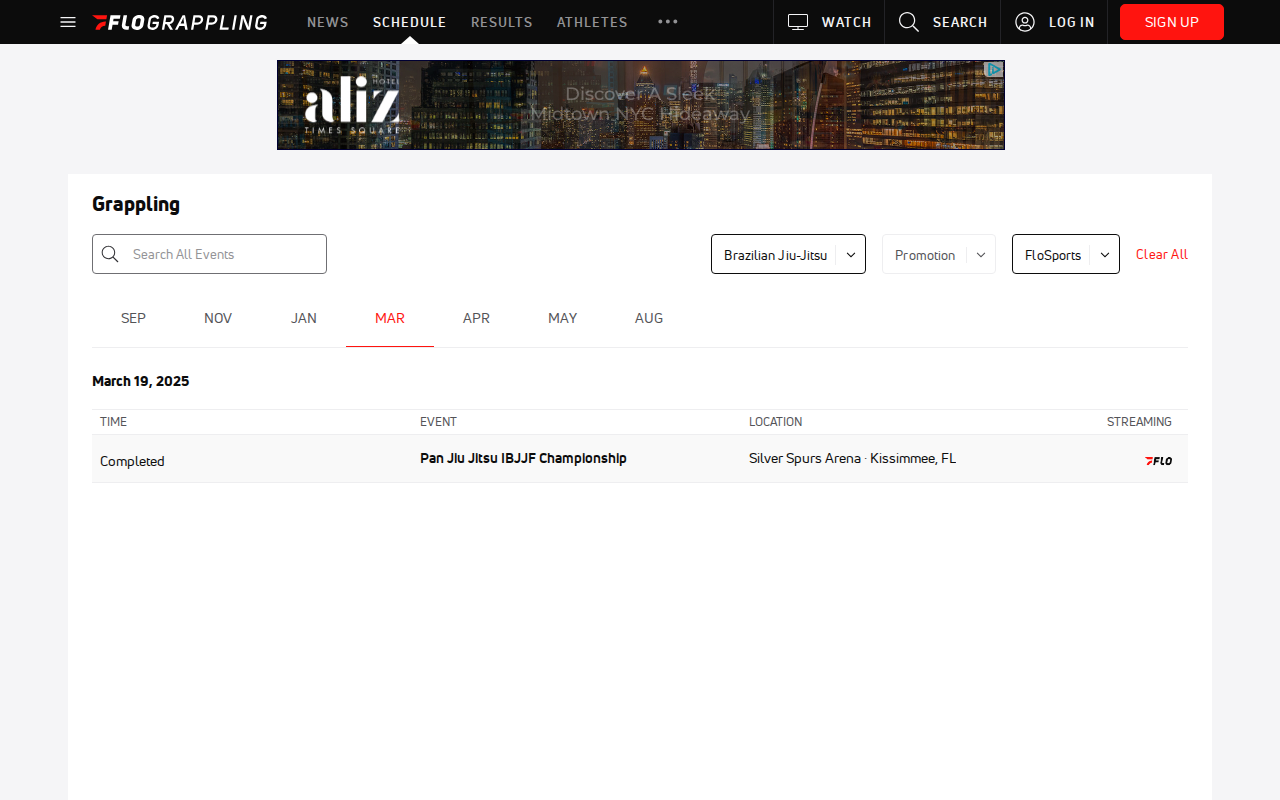 FLOGRAPPLING NEWS SCHEDULE RESULTS ATHLETES ••• WATCH SEARCH LOG IN SIGN UP
HOTEL
aliz
TIMES SQUARE
Discover A Sleek
Midtown NYC Hideaway
Grappling
Search All Events
Brazilian Jiu-Jitsu Promotion FloSports Clear All
SEP NOV JAN MAR APR MAY AUG
March 19, 2025
TIME EVENT LOCATION STREAMING
Completed Pan Jiu Jitsu IBJJF Championship Silver Spurs Arena · Kissimmee, FL FLO